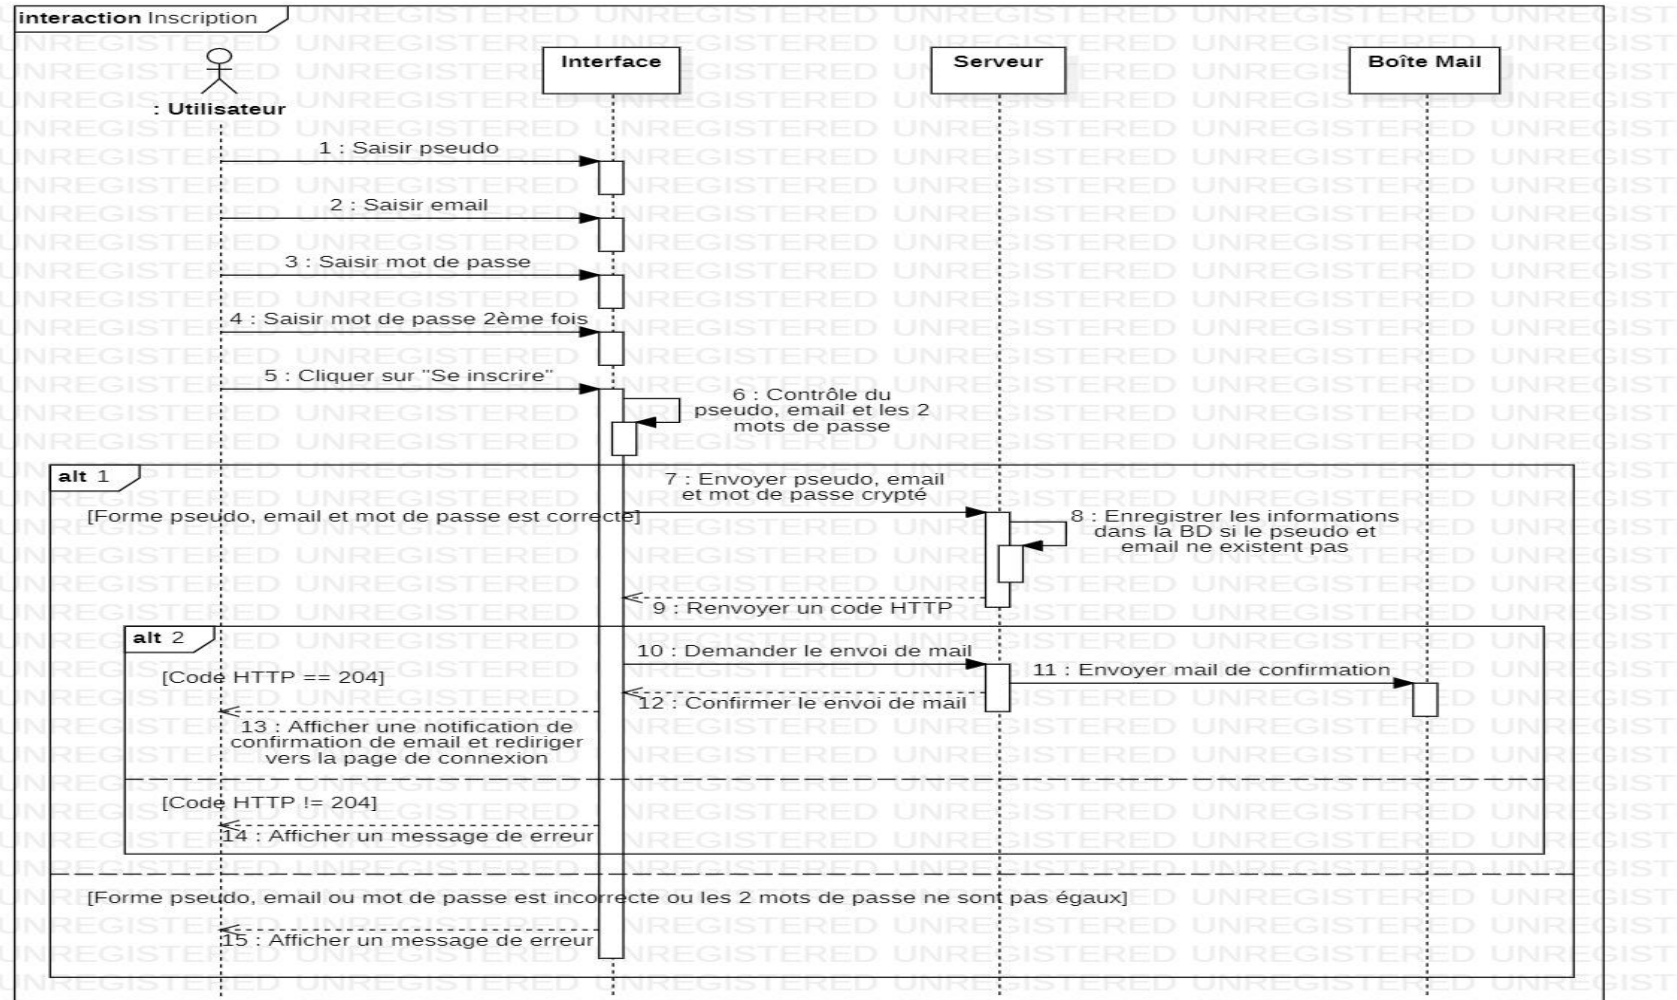 interaction Inscription
Interface
Serveur
Boîte Mail
: Utilisateur
1 : Saisir pseudo
2 : Saisir email
3 : Saisir mot de passe
4 : Saisir mot de passe 2ème fois
5 : Cliquer sur "Se inscrire"
6 : Contrôle du
pseudo, email et les 2
mots de passe
alt 1
7 : Envoyer pseudo, email
et mot de passe crypté
[Forme pseudo, email et mot de passe est correcte]
8 : Enregistrer les informations
dans la BD si le pseudo et
email ne existent pas
9 : Renvoyer un code HTTP
alt 2
10 : Demander le envoi de mail
11 : Envoyer mail de confirmation
[Code HTTP == 204]
12 : Confirmer le envoi de mail
13 : Afficher une notification de
confirmation de email et rediriger
vers la page de connexion
[Code HTTP != 204]
14 : Afficher un message de erreur
[Forme pseudo, email ou mot de passe est incorrecte ou les 2 mots de passe ne sont pas égaux]
15 : Afficher un message de erreur
UNREGISTERED